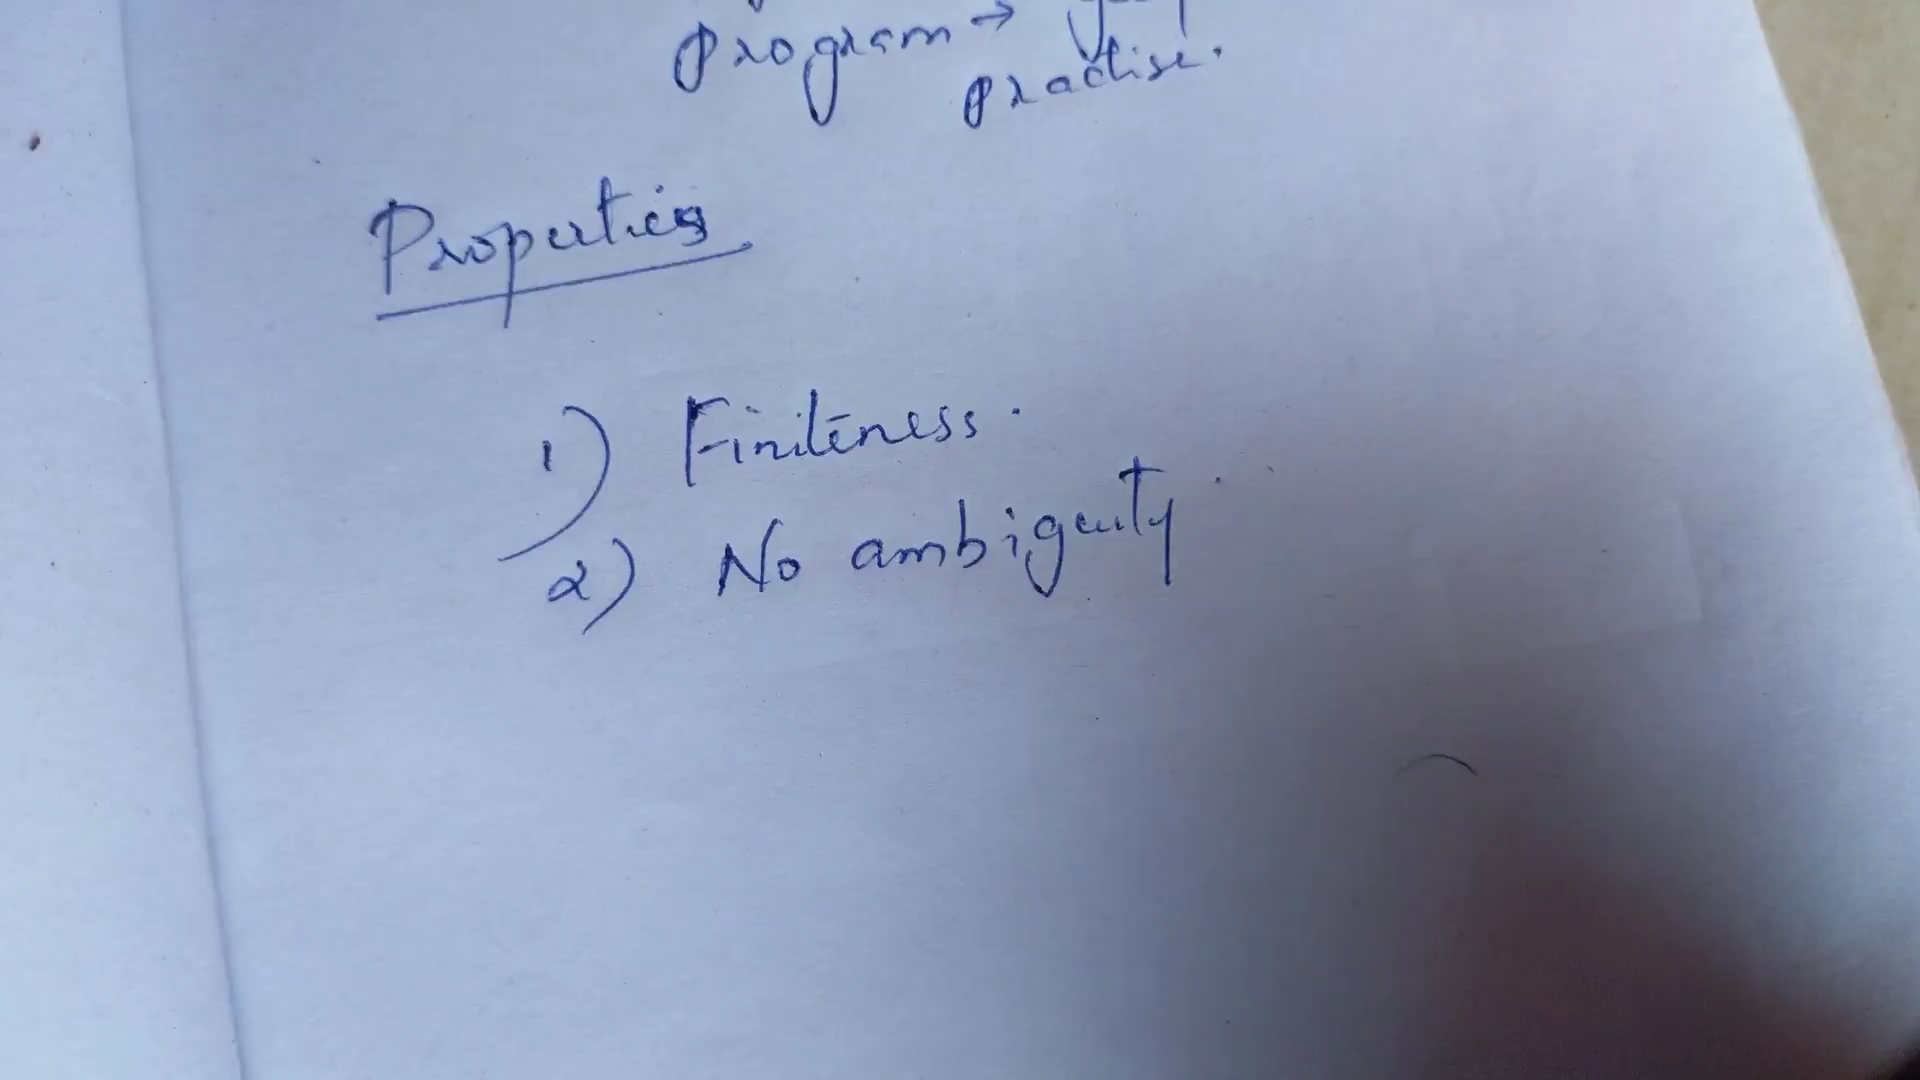 Program →
practise.
Properties
1) Finiteness.
2) No ambiguity.